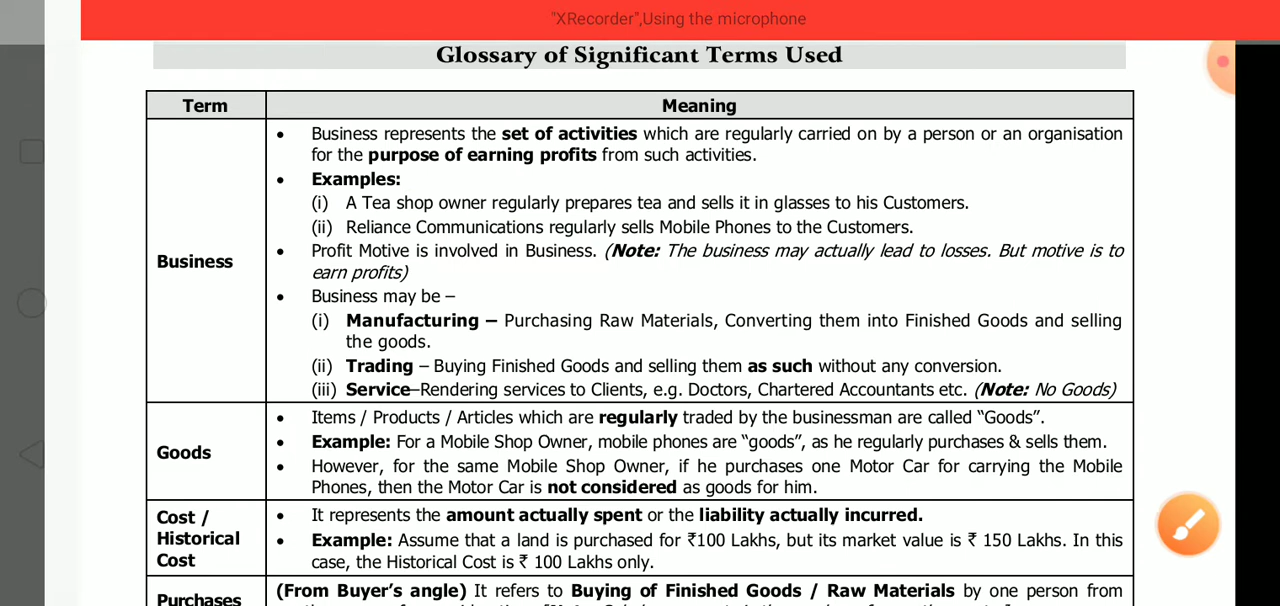 "XRecorder",Using the microphone
Glossary of Significant Terms Used
Term Meaning
Business
• Business represents the set of activities which are regularly carried on by a person or an organisation
for the purpose of earning profits from such activities.
• Examples:
(i) A Tea shop owner regularly prepares tea and sells it in glasses to his Customers.
(ii) Reliance Communications regularly sells Mobile Phones to the Customers.
• Profit Motive is involved in Business. (Note: The business may actually lead to losses. But motive is to
earn profits)
• Business may be –
(i) Manufacturing – Purchasing Raw Materials, Converting them into Finished Goods and selling
the goods.
(ii) Trading – Buying Finished Goods and selling them as such without any conversion.
(iii) Service–Rendering services to Clients, e.g. Doctors, Chartered Accountants etc. (Note: No Goods)
Goods
• Items / Products / Articles which are regularly traded by the businessman are called “Goods”.
• Example: For a Mobile Shop Owner, mobile phones are “goods”, as he regularly purchases & sells them.
• However, for the same Mobile Shop Owner, if he purchases one Motor Car for carrying the Mobile
Phones, then the Motor Car is not considered as goods for him.
Cost /
Historical
Cost
• It represents the amount actually spent or the liability actually incurred.
• Example: Assume that a land is purchased for ₹100 Lakhs, but its market value is ₹ 150 Lakhs. In this
case, the Historical Cost is ₹ 100 Lakhs only.
Purchases
(From Buyer’s angle) It refers to Buying of Finished Goods / Raw Materials by one person from